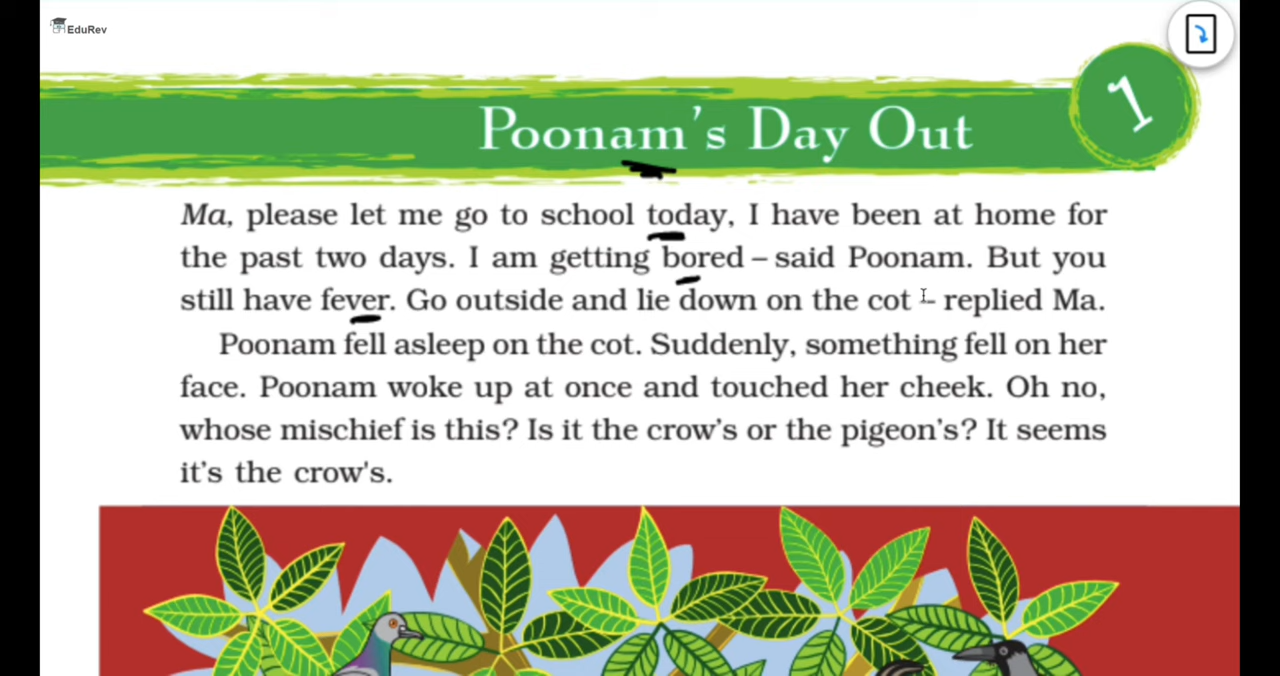 EduRev
1
Poonam's Day Out
Ma, please let me go to school today, I have been at home for
the past two days. I am getting bored – said Poonam. But you
still have fever. Go outside and lie down on the cot – replied Ma.
Poonam fell asleep on the cot. Suddenly, something fell on her
face. Poonam woke up at once and touched her cheek. Oh no,
whose mischief is this? Is it the crow's or the pigeon's? It seems
it's the crow's.